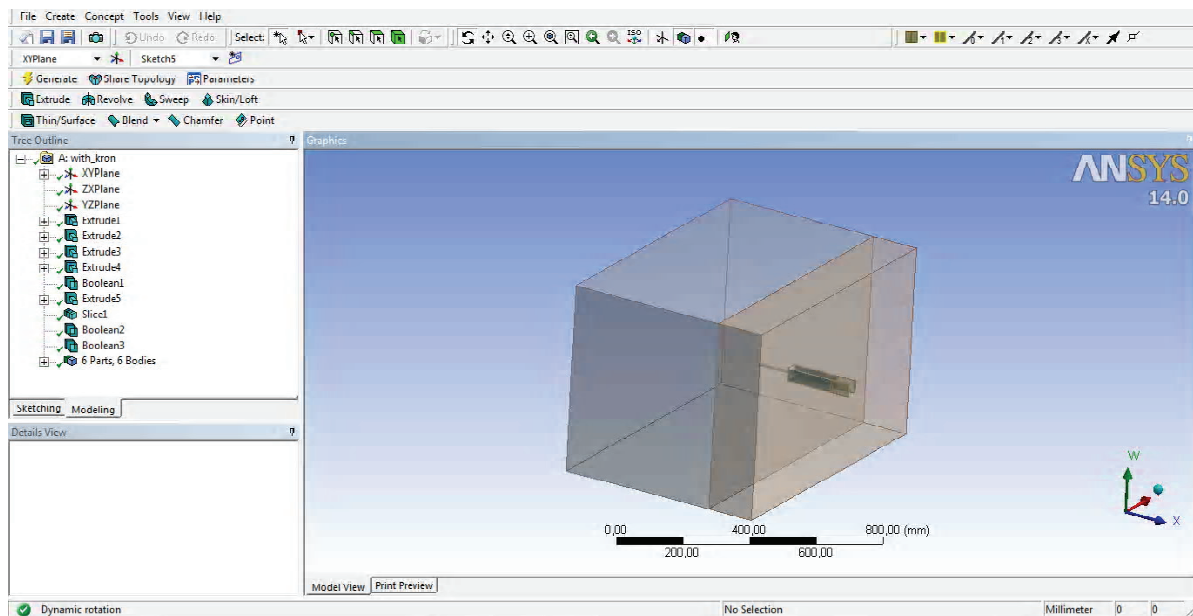 File Create Concept Tools View Help
Undo Redo Select: ISO
XYPlane Sketch5
Generate Share Topology Parameters
Extrude Revolve Sweep Skin/Loft
Thin/Surface Blend Chamfer Point
Tree Outline
A: with_kron
XYPlane
ZXPlane
YZPlane
Extrude1
Extrude2
Extrude3
Extrude4
Boolean1
Extrude5
Slice1
Boolean2
Boolean3
6 Parts, 6 Bodies
Sketching Modeling
Details View
Graphics
ANSYS
14.0
W
X
0,00 400,00 800,00 (mm)
200,00 600,00
Model View Print Preview
Dynamic rotation No Selection Millimeter 0 0